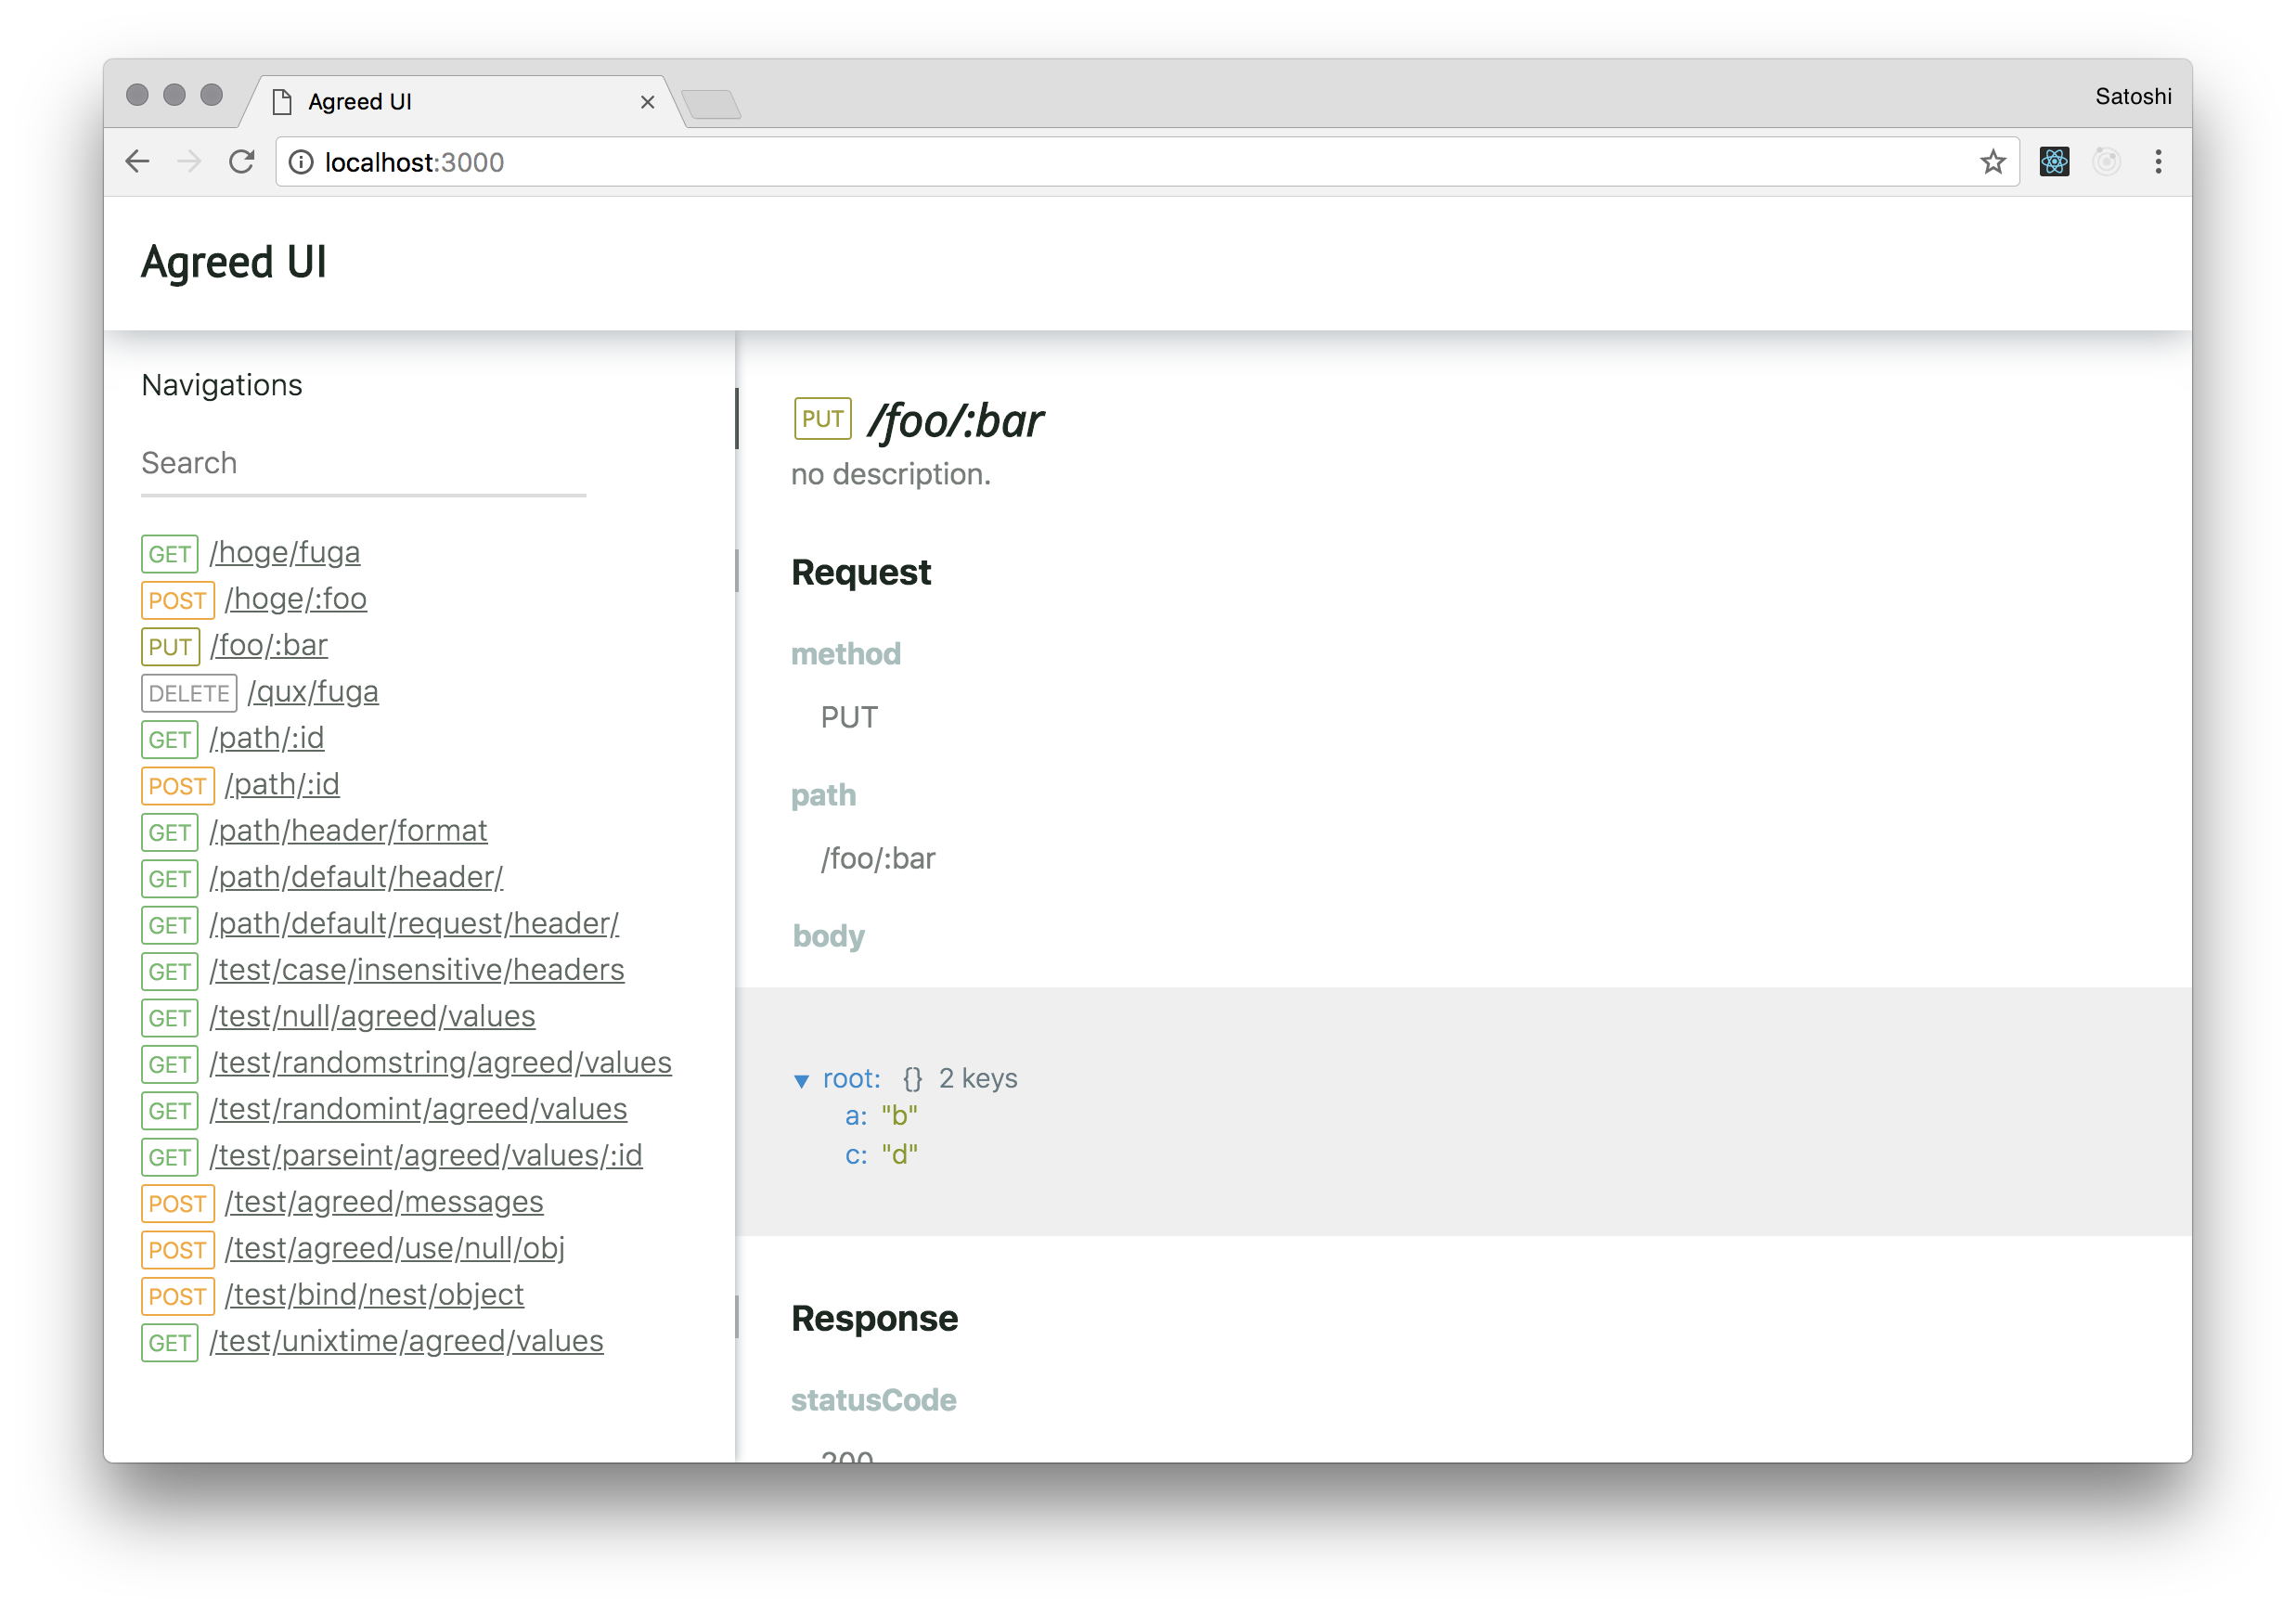 Agreed UI
Satoshi
localhost:3000
Agreed UI
Navigations
Search
GET /hoge/fuga
POST /hoge/:foo
PUT /foo/:bar
DELETE /qux/fuga
GET /path/:id
POST /path/:id
GET /path/header/format
GET /path/default/header/
GET /path/default/request/header/
GET /test/case/insensitive/headers
GET /test/null/agreed/values
GET /test/randomstring/agreed/values
GET /test/randomint/agreed/values
GET /test/parseint/agreed/values/:id
POST /test/agreed/messages
POST /test/agreed/use/null/obj
POST /test/bind/nest/object
GET /test/unixtime/agreed/values
PUT /foo/:bar
no description.
Request
method
PUT
path
/foo/:bar
body
▼ root: {} 2 keys
a: "b"
c: "d"
Response
statusCode
200